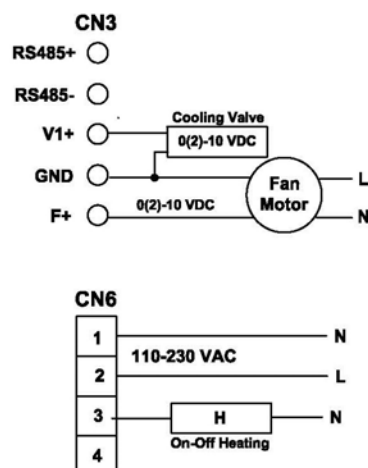 CN3
RS485+
RS485-
Cooling Valve
V1+
0(2)-10 VDC
GND
Fan
Motor
L
F+
0(2)-10 VDC
N
CN6
1
N
110-230 VAC
2
L
3
H
N
On-Off Heating
4